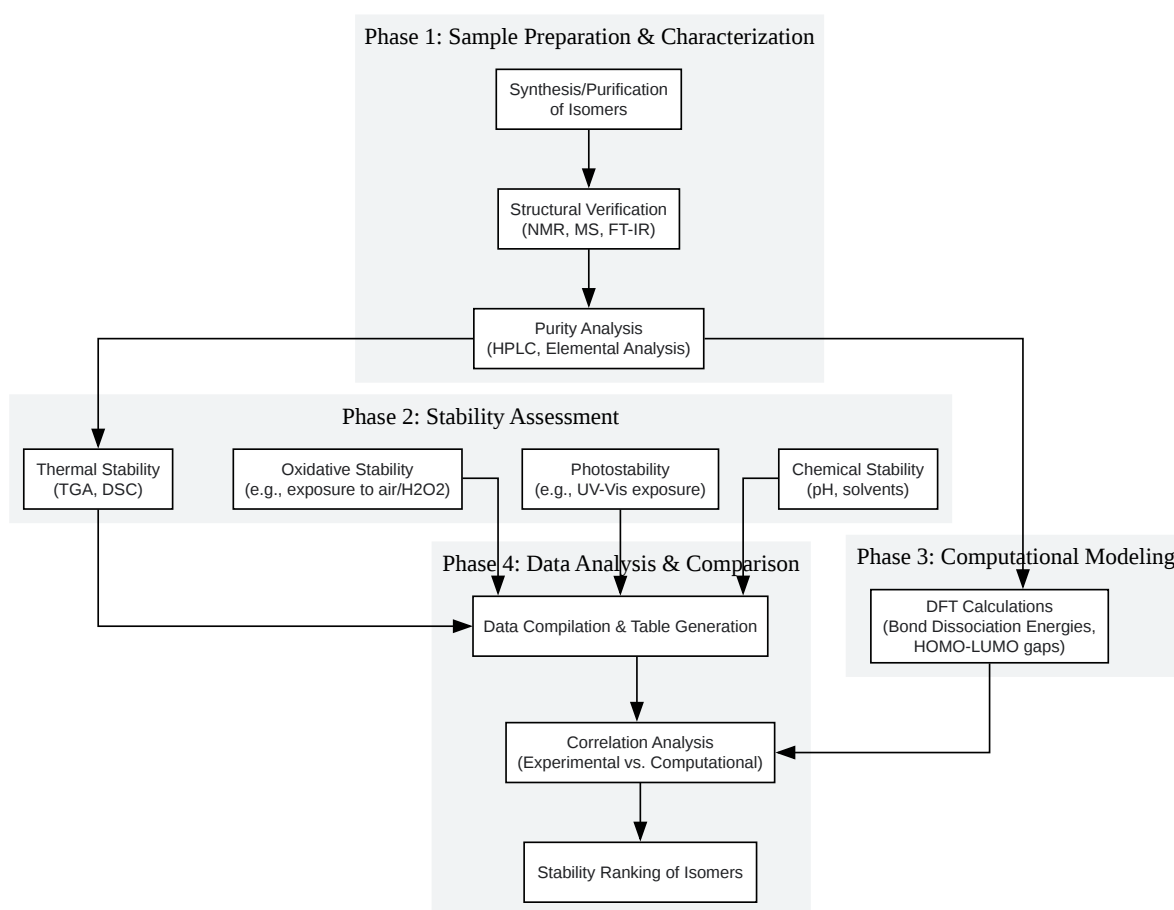 Phase 1: Sample Preparation & Characterization
Synthesis/Purification
of Isomers
Structural Verification
(NMR, MS, FT-IR)
Purity Analysis
(HPLC, Elemental Analysis)
Phase 2: Stability Assessment
Thermal Stability
(TGA, DSC)
Oxidative Stability
(e.g., exposure to air/H2O2)
Photostability
(e.g., UV-Vis exposure)
Chemical Stability
(pH, solvents)
Phase 4: Data Analysis & Comparison
Phase 3: Computational Modeling
Data Compilation & Table Generation
DFT Calculations
(Bond Dissociation Energies,
HOMO-LUMO gaps)
Correlation Analysis
(Experimental vs. Computational)
Stability Ranking of Isomers